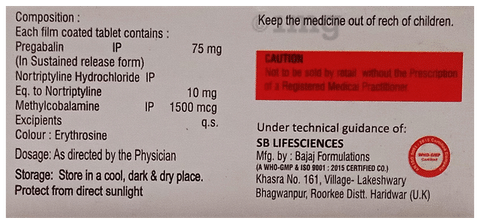 Composition :
Each film coated tablet contains :
Pregabalin IP 75 mg
(In Sustained release form)
Nortriptyline Hydrochloride IP
Eq. to Nortriptyline 10 mg
Methylcobalamine IP 1500 mcg
Excipients q.s.
Colour : Erythrosine
Dosage: As directed by the Physician
Storage: Store in a cool, dark & dry place.
Protect from direct sunlight
Keep the medicine out of rech of children.
CAUTION
Not to be sold by retail without the Prescription
of a Registered Medical Practitioner.
Under technical guidance of:
SB LIFESCIENCES
Mfg. by : Bajaj Formulations
(A WHO-GMP & ISO 9001 : 2015 CERTIFIED CO.)
Khasra No. 161, Village- Lakeshwary
Bhagwanpur, Roorkee Distt. Haridwar (U.K)
WHO-GMP
Certified